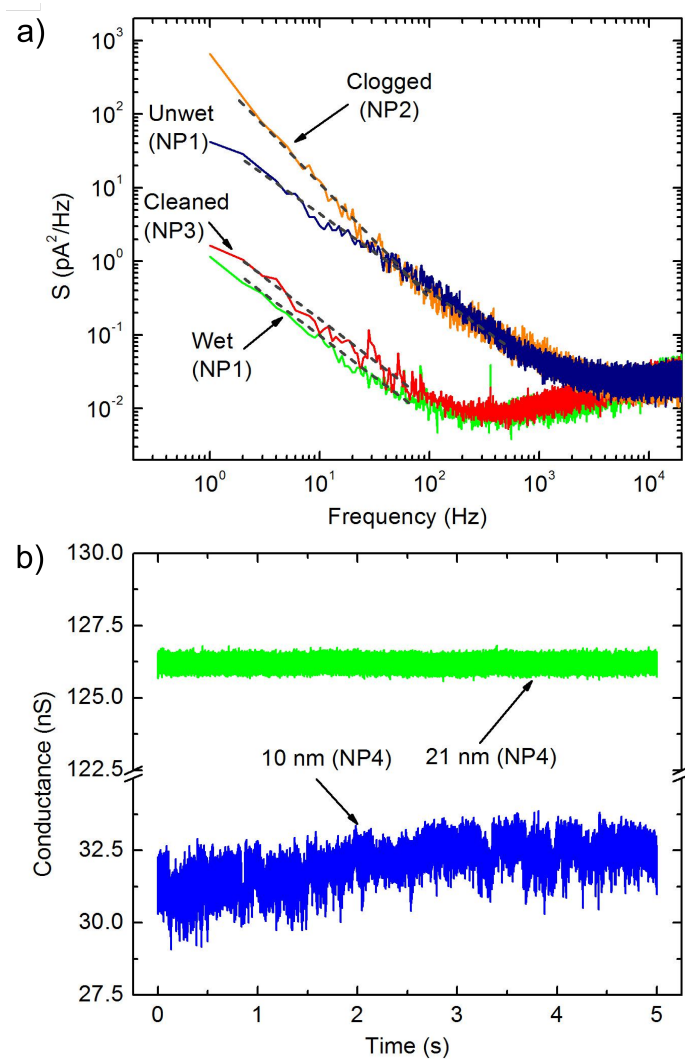 a)
10³
10²
10¹
10⁰
10⁻¹
10⁻²
S (pA²/Hz)
Clogged
(NP2)
Unwet
(NP1)
Cleaned
(NP3)
Wet
(NP1)
10⁰ 10¹ 10² 10³ 10⁴
Frequency (Hz)
b)
130.0
127.5
125.0
122.5
32.5
30.0
27.5
Conductance (nS)
10 nm (NP4)
21 nm (NP4)
0 1 2 3 4 5
Time (s)